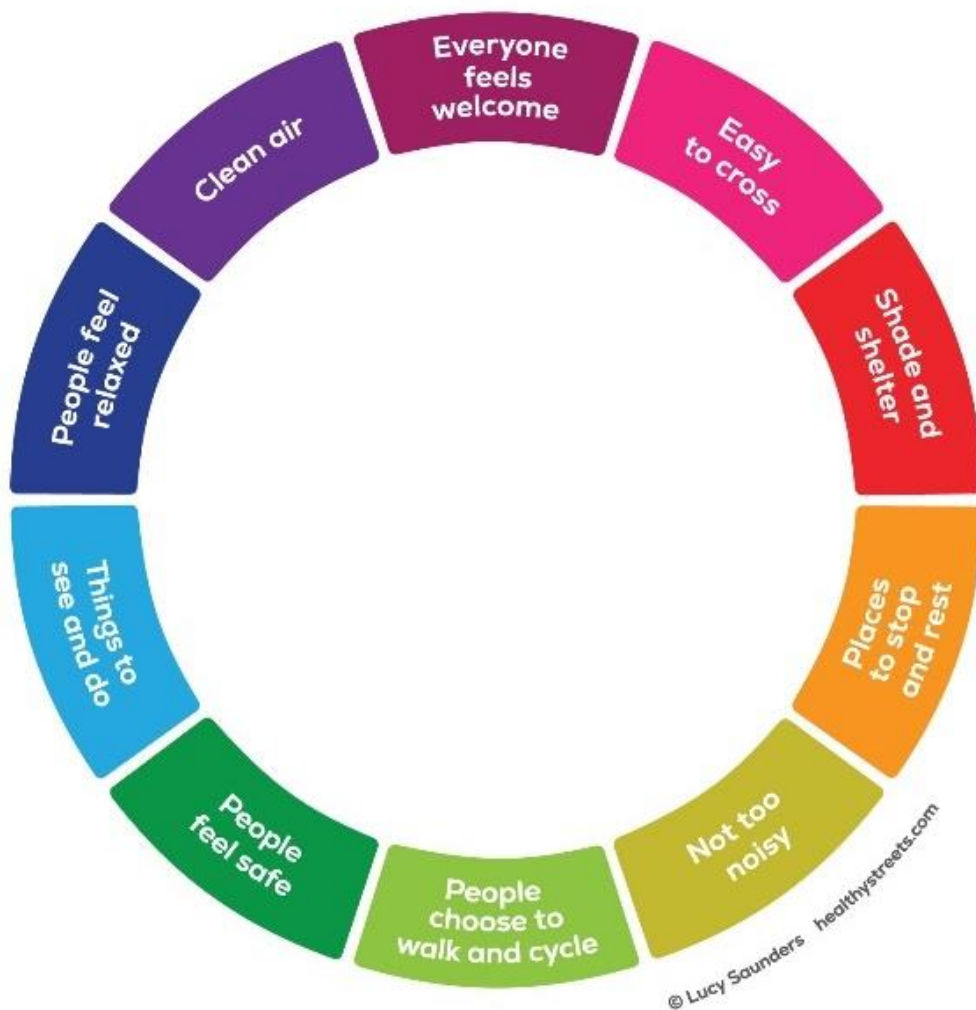 Everyone
feels
welcome
Easy
to cross
Shade and
shelter
Places
to stop
and rest
Not too
noisy
People
choose to
walk and cycle
People
feel safe
Things to
see and do
People feel
relaxed
Clean air
© Lucy Saunders healthystreets.com